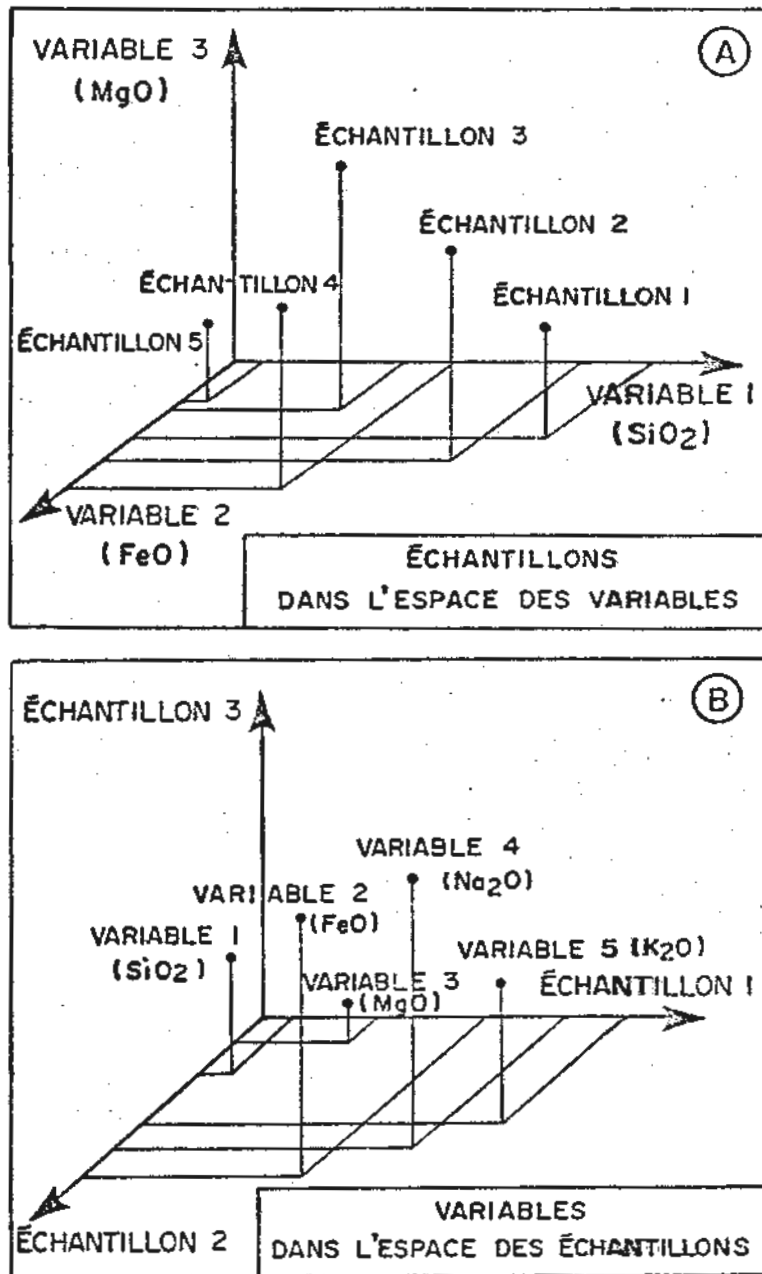 A
VARIABLE 3
(MgO)
ÉCHANTILLON 3
ÉCHANTILLON 2
ÉCHANTILLON 4
ÉCHANTILLON 1
ÉCHANTILLON 5
VARIABLE 1
(SiO2)
VARIABLE 2
(FeO)
ÉCHANTILLONS
DANS L'ESPACE DES VARIABLES
B
ÉCHANTILLON 3
VARIABLE 4
(Na2O)
VARIABLE 2
(FeO)
VARIABLE 1
(SiO2)
VARIABLE 5 (K2O)
VARIABLE 3
(MgO)
ÉCHANTILLON 1
ÉCHANTILLON 2
VARIABLES
DANS L'ESPACE DES ÉCHANTILLONS